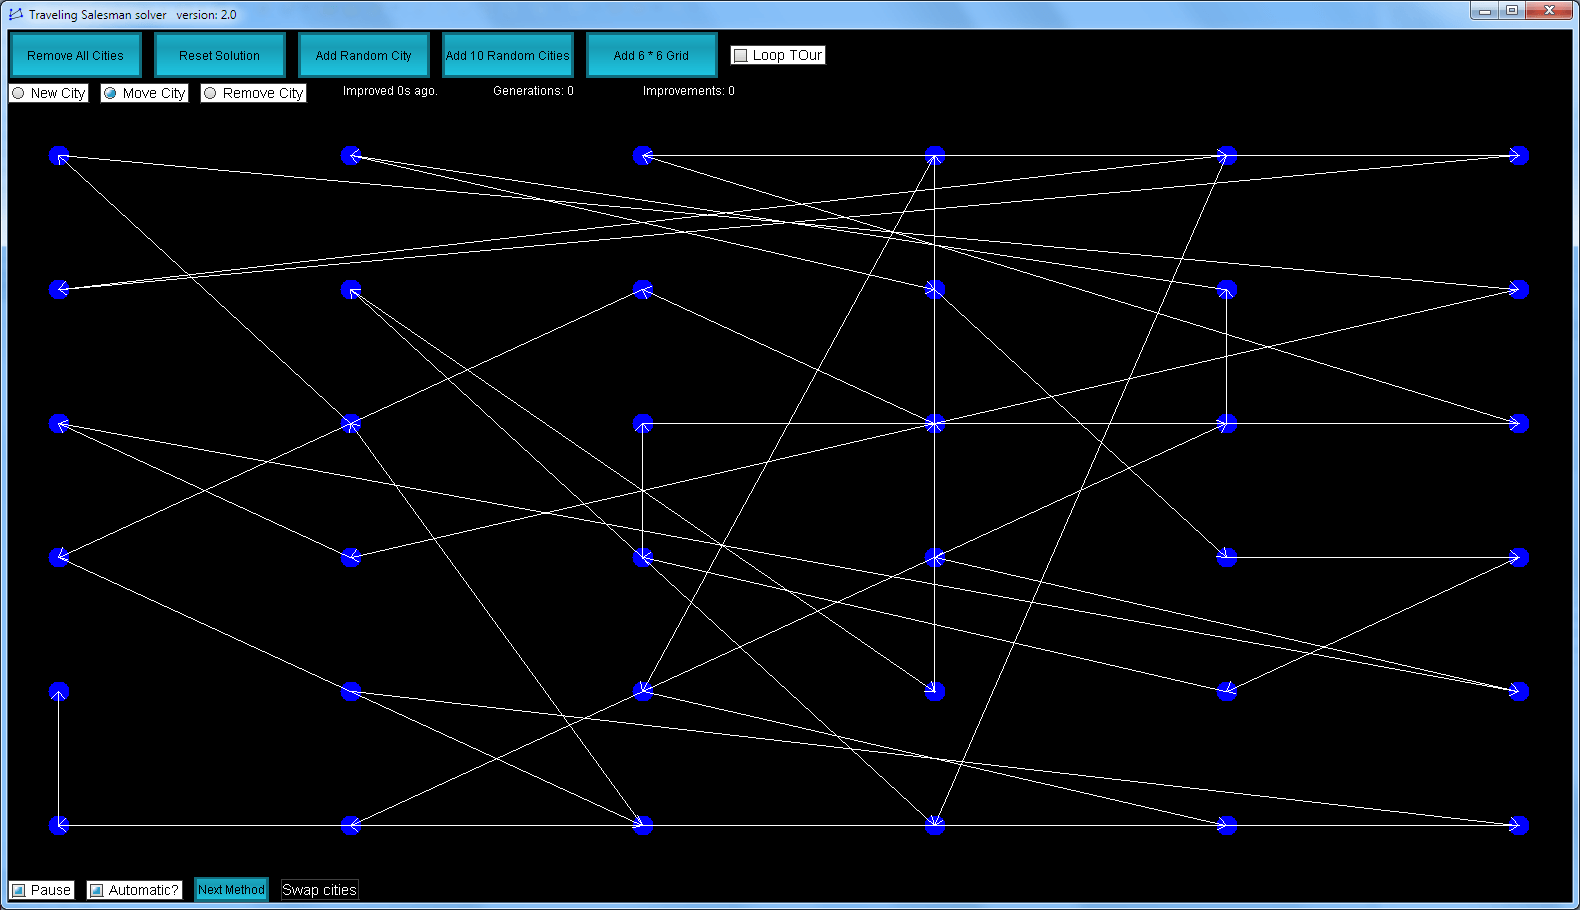 Traveling Salesman solver   version: 2.0
Remove All Cities Reset Solution Add Random City Add 10 Random Cities Add 6 * 6 Grid Loop TOur
New City Move City Remove City Improved 0s ago. Generations: 0 Improvements: 0
Pause Automatic? Next Method Swap cities